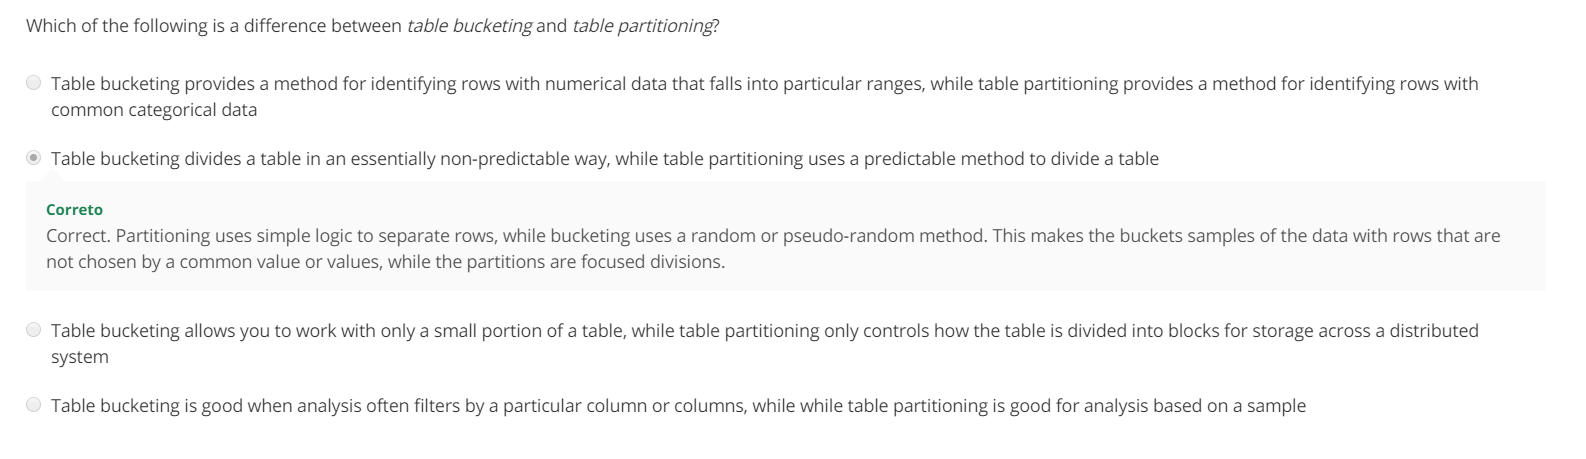 Which of the following is a difference between table bucketing and table partitioning?
Table bucketing provides a method for identifying rows with numerical data that falls into particular ranges, while table partitioning provides a method for identifying rows with
common categorical data
Table bucketing divides a table in an essentially non-predictable way, while table partitioning uses a predictable method to divide a table
Correto
Correct. Partitioning uses simple logic to separate rows, while bucketing uses a random or pseudo-random method. This makes the buckets samples of the data with rows that are
not chosen by a common value or values, while the partitions are focused divisions.
Table bucketing allows you to work with only a small portion of a table, while table partitioning only controls how the table is divided into blocks for storage across a distributed
system
Table bucketing is good when analysis often filters by a particular column or columns, while while table partitioning is good for analysis based on a sample